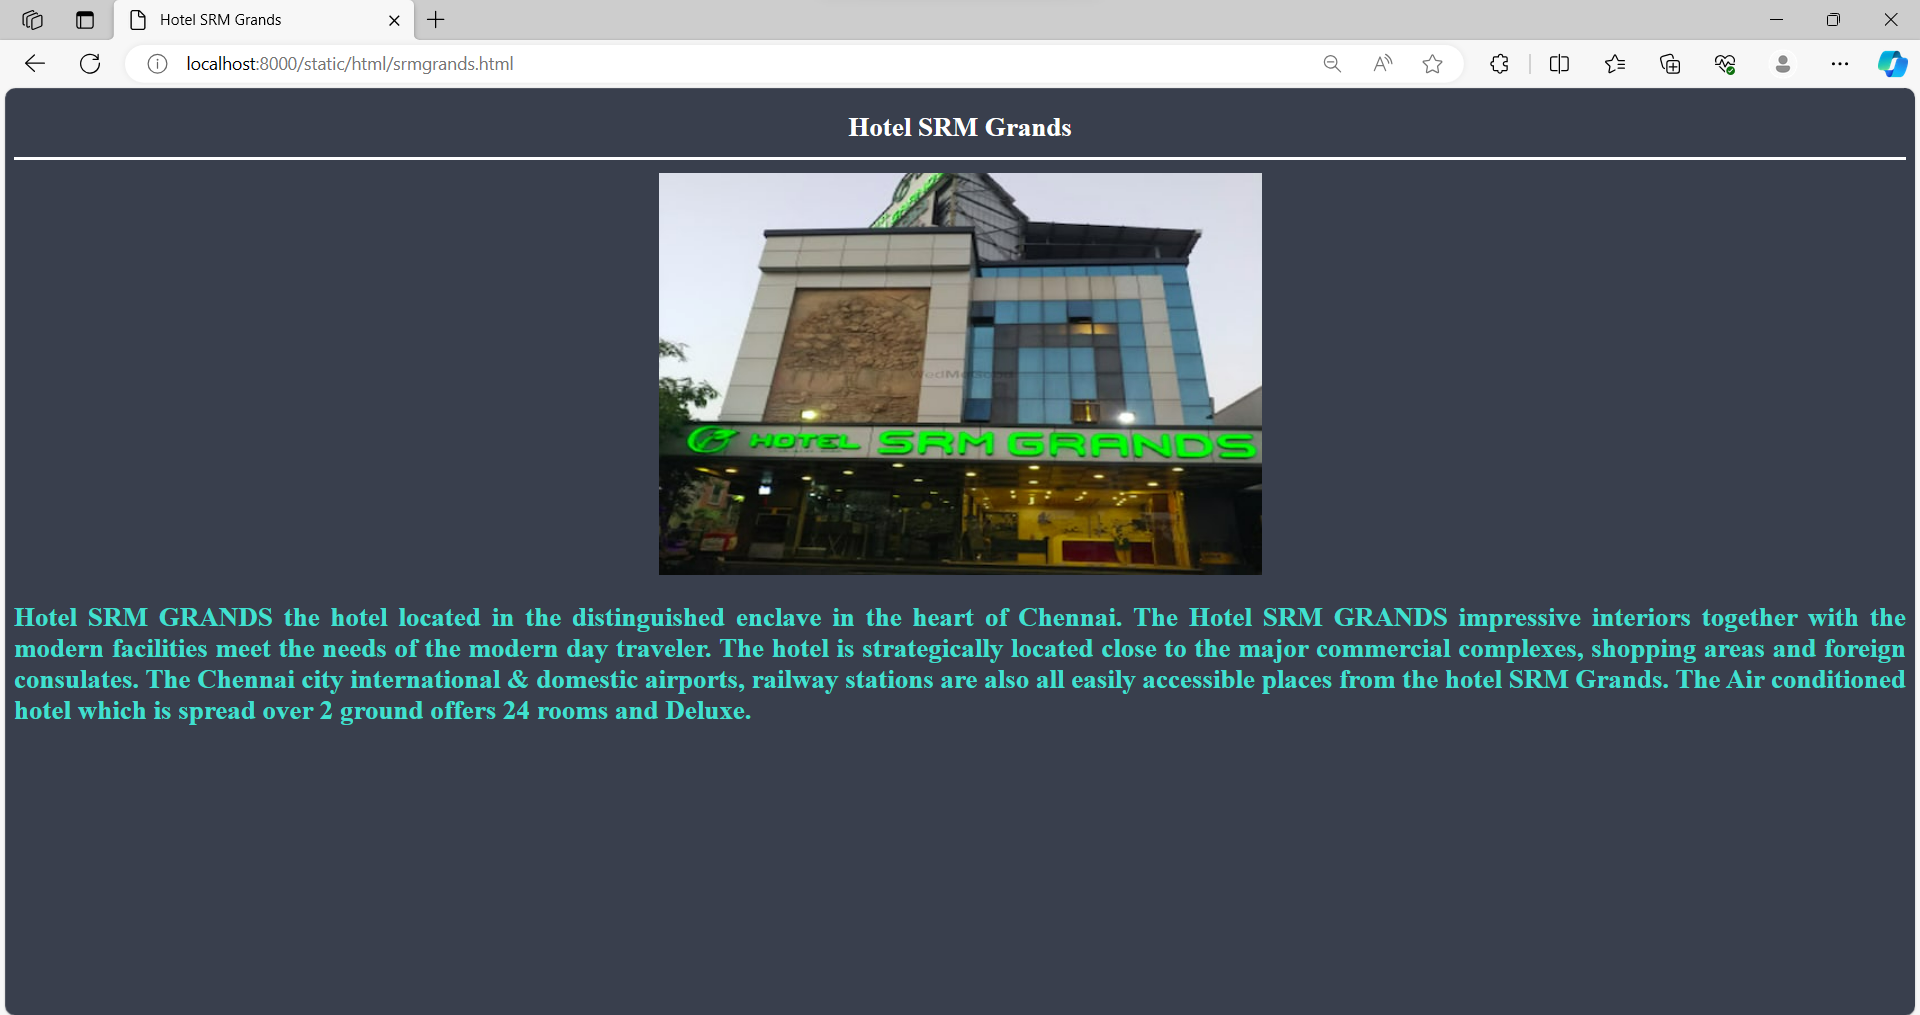 Hotel SRM Grands
localhost:8000/static/html/srmgrands.html
Hotel SRM Grands
WedMeGood
HOTEL SRM GRANDS
Hotel SRM GRANDS the hotel located in the distinguished enclave in the heart of Chennai. The Hotel SRM GRANDS impressive interiors together with the
modern facilities meet the needs of the modern day traveler. The hotel is strategically located close to the major commercial complexes, shopping areas and foreign
consulates. The Chennai city international & domestic airports, railway stations are also all easily accessible places from the hotel SRM Grands. The Air conditioned
hotel which is spread over 2 ground offers 24 rooms and Deluxe.